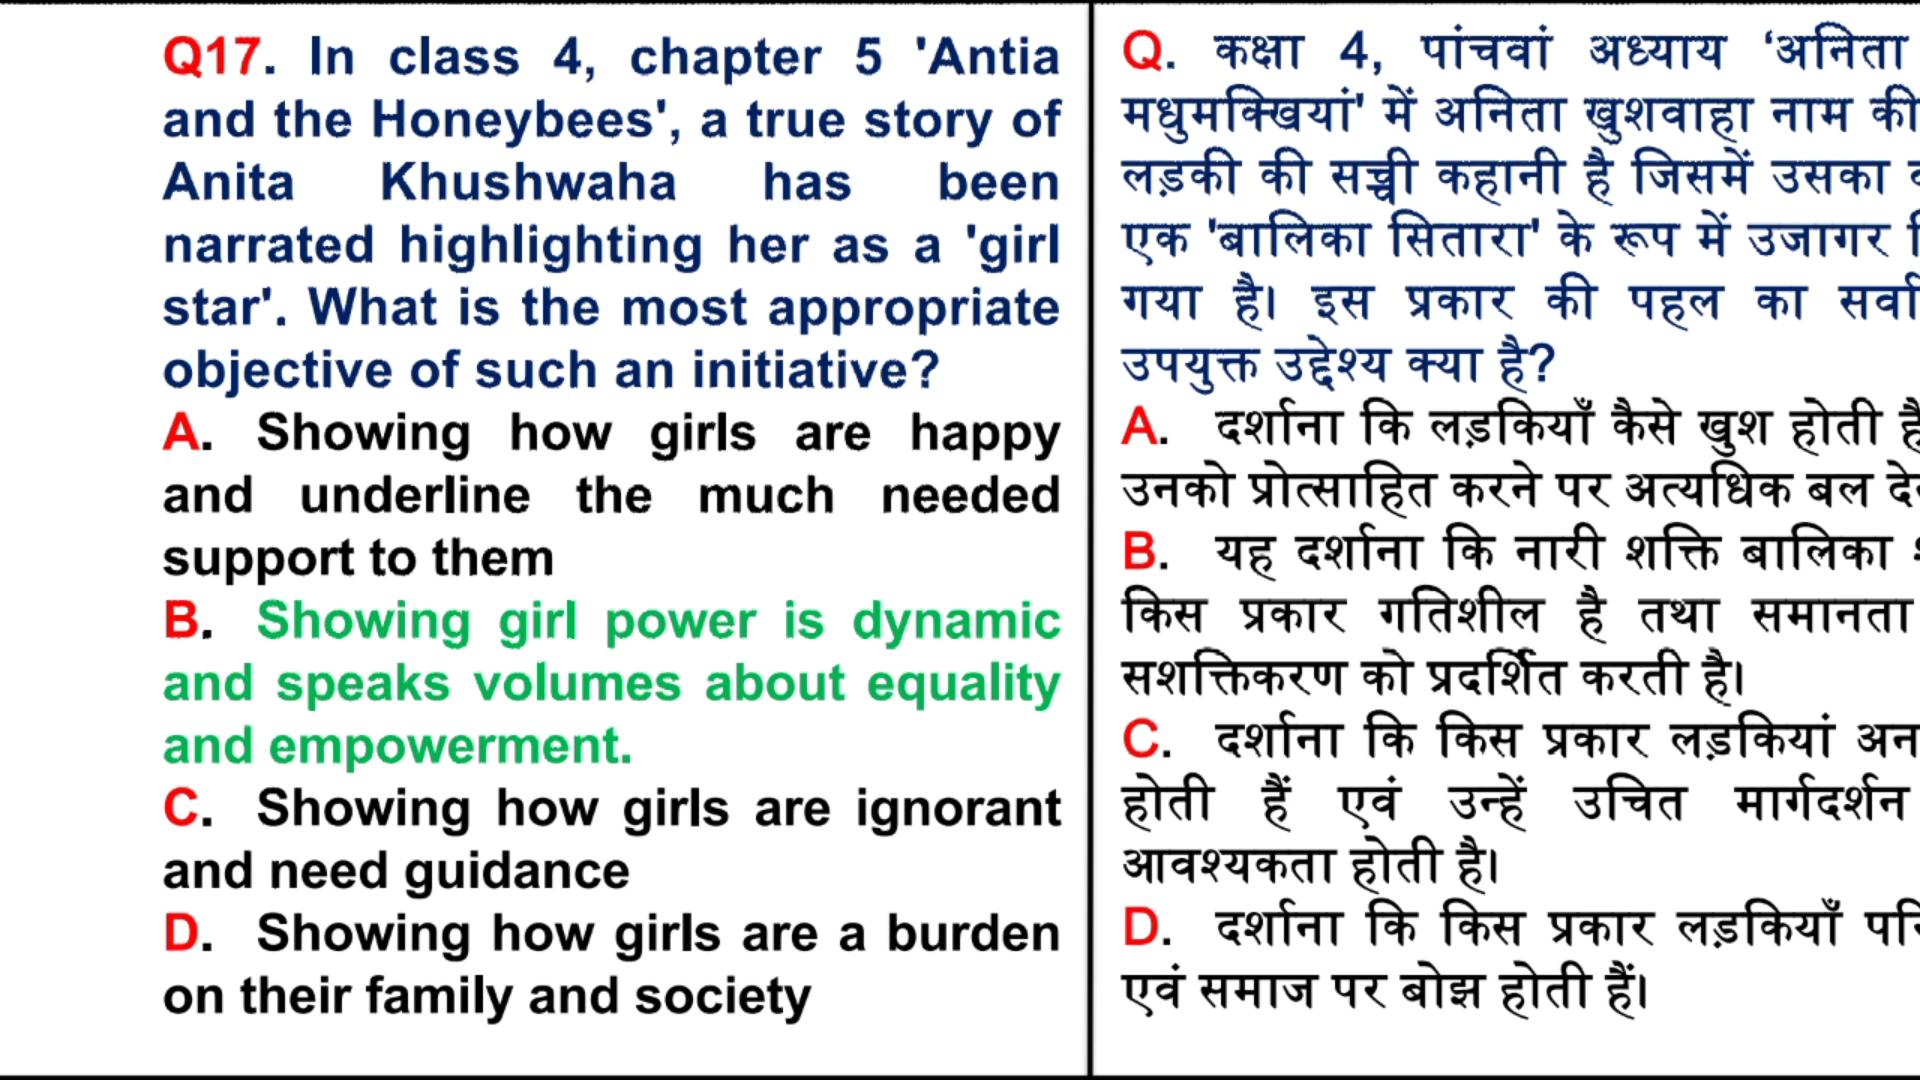 Q17. In class 4, chapter 5 'Antia
and the Honeybees', a true story of
Anita Khushwaha has been
narrated highlighting her as a 'girl
star'. What is the most appropriate
objective of such an initiative?
A. Showing how girls are happy
and underline the much needed
support to them
B. Showing girl power is dynamic
and speaks volumes about equality
and empowerment.
C. Showing how girls are ignorant
and need guidance
D. Showing how girls are a burden
on their family and society
Q. कक्षा 4, पांचवां अध्याय ‘अनिता
मधुमक्खियां' में अनिता खुशवाहा नाम की
लड़की की सच्ची कहानी है जिसमें उसका
एक 'बालिका सितारा' के रूप में उजागर
गया है। इस प्रकार की पहल का
उपयुक्त उद्देश्य क्या है?
A. दर्शाना कि लड़कियाँ कैसे खुश होती
उनको प्रोत्साहित करने पर अत्यधिक बल
B. यह दर्शाना कि नारी शक्ति बालिका
किस प्रकार गतिशील है तथा समानता
सशक्तिकरण को प्रदर्शित करती है।
C. दर्शाना कि किस प्रकार लड़कियां
होती हैं एवं उन्हें उचित मार्गदर्शन
आवश्यकता होती है।
D. दर्शाना कि किस प्रकार लड़कियाँ
एवं समाज पर बोझ होती हैं।